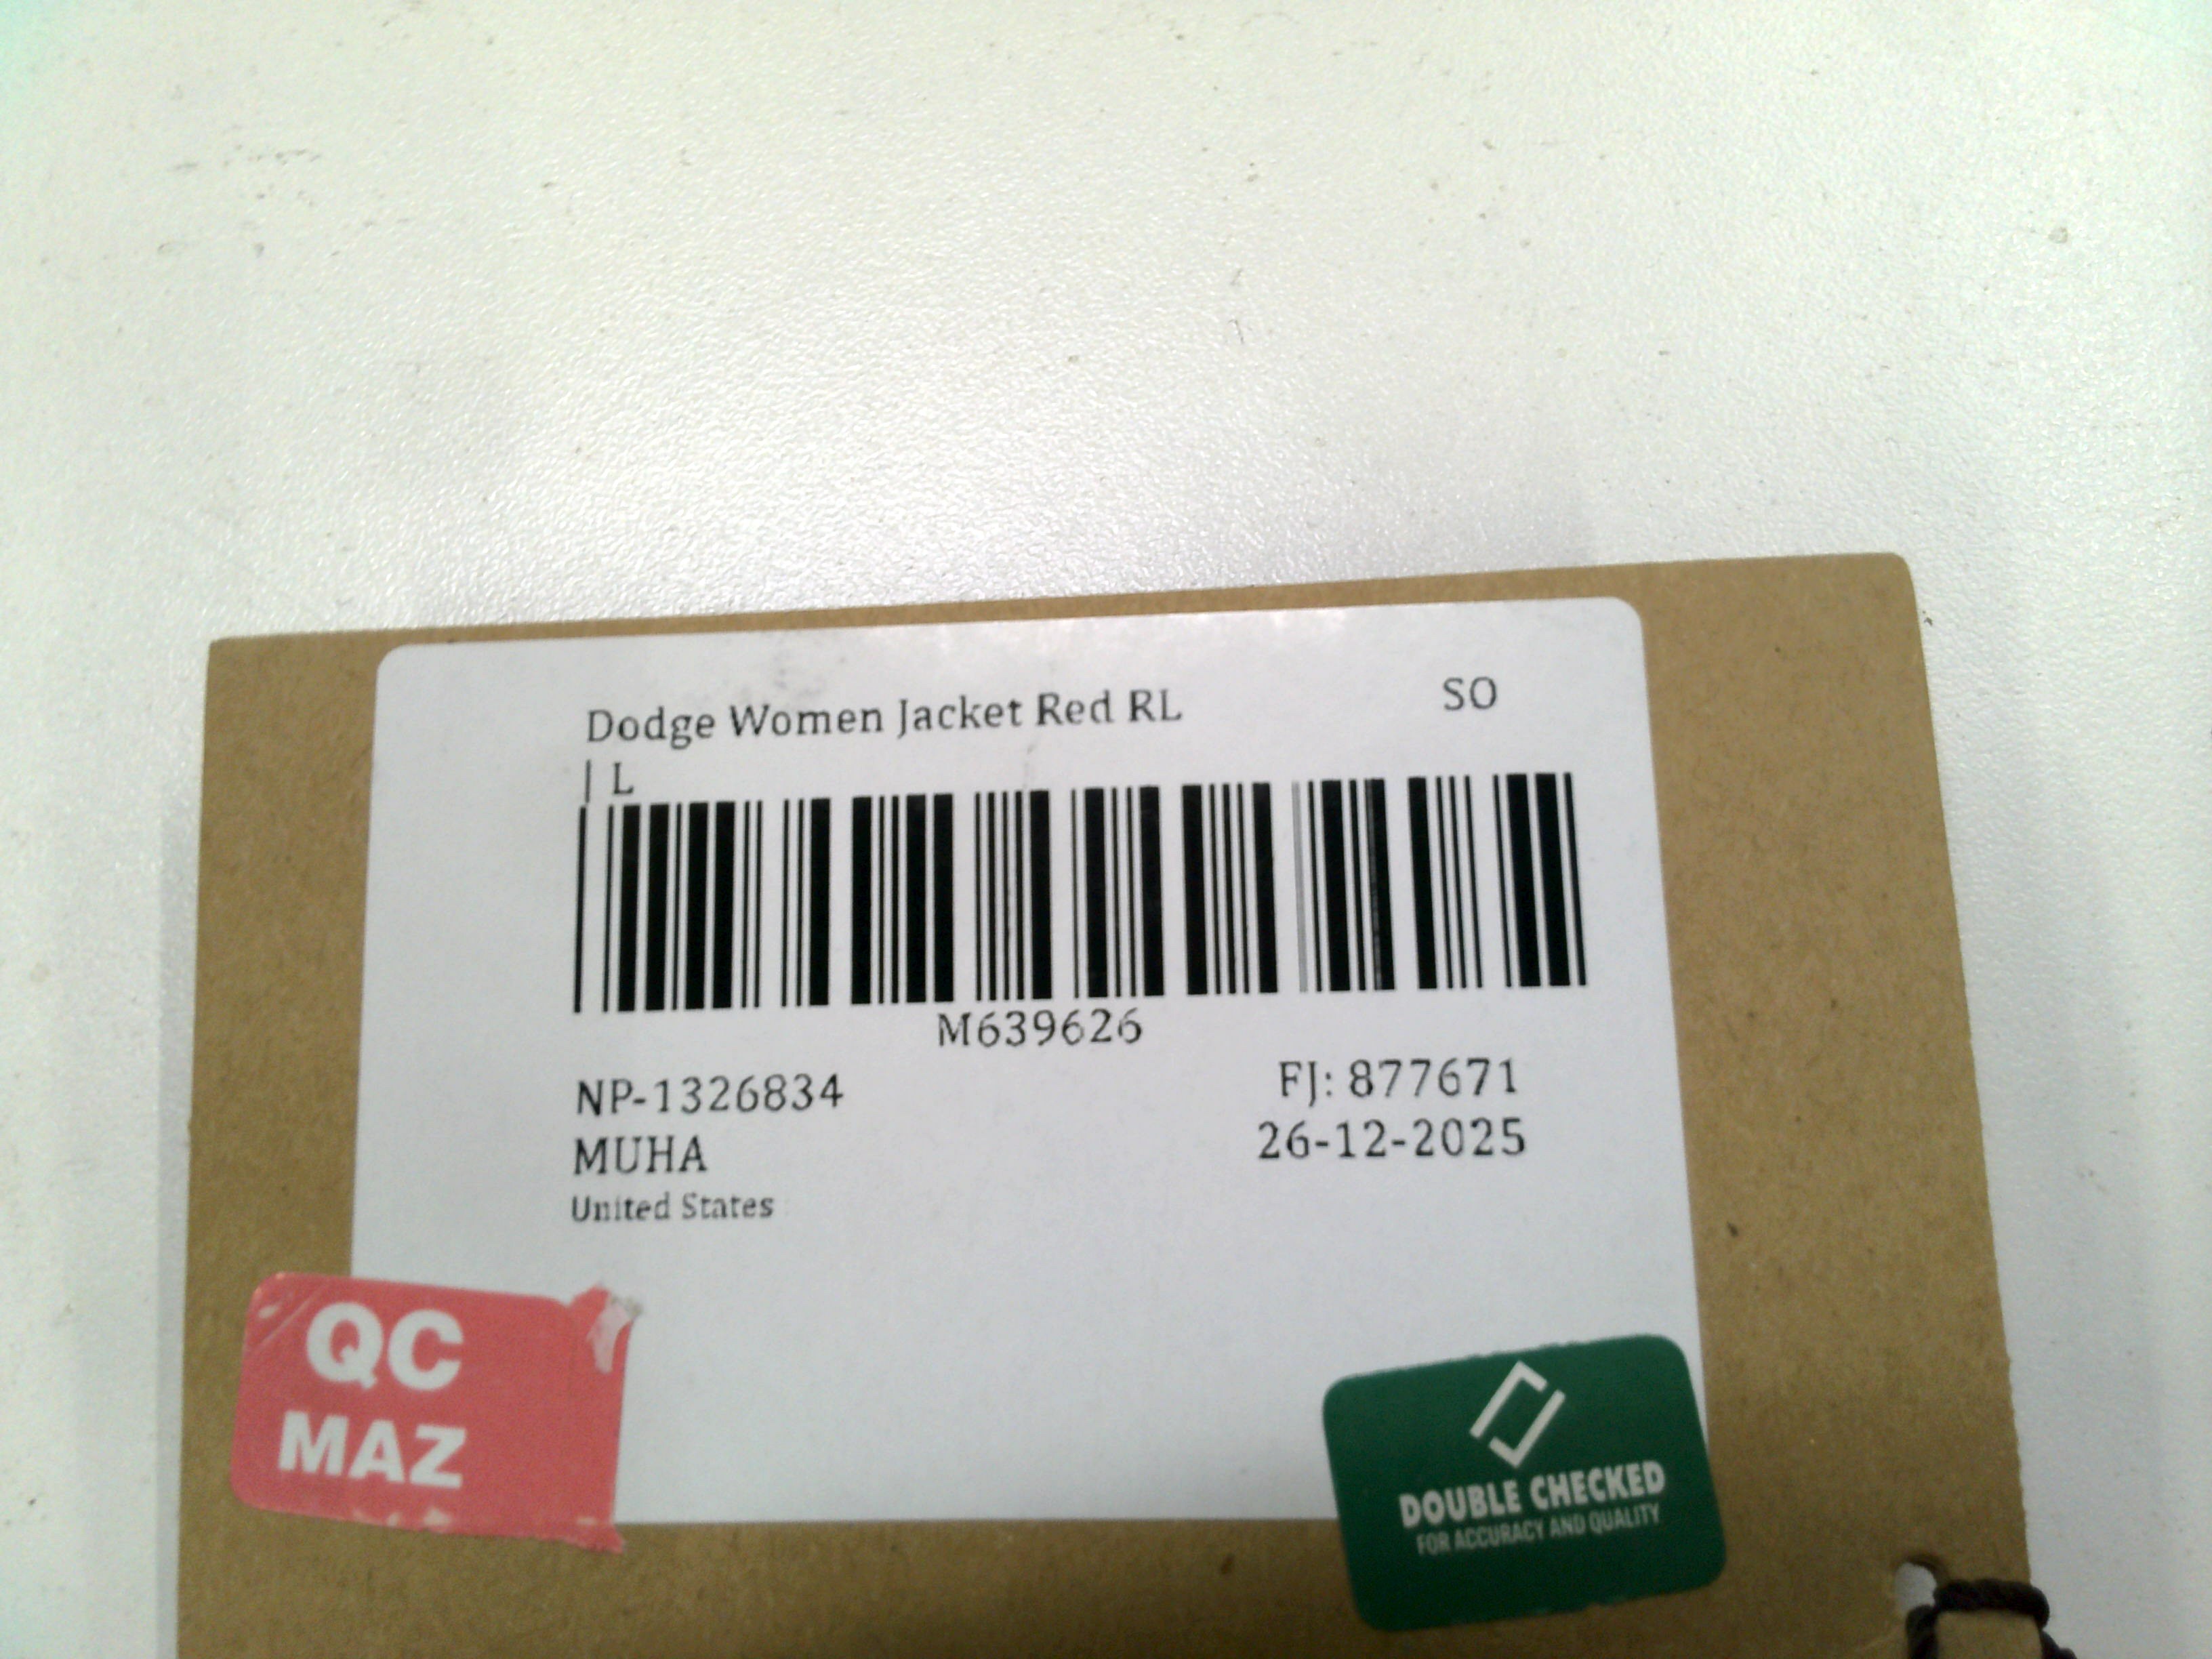 Dodge Women Jacket Red RL SO
| L
M639626
NP-1326834 FJ: 877671
MUHA 26-12-2025
United States
QC
MAZ
DOUBLE CHECKED
FOR ACCURACY AND QUALITY